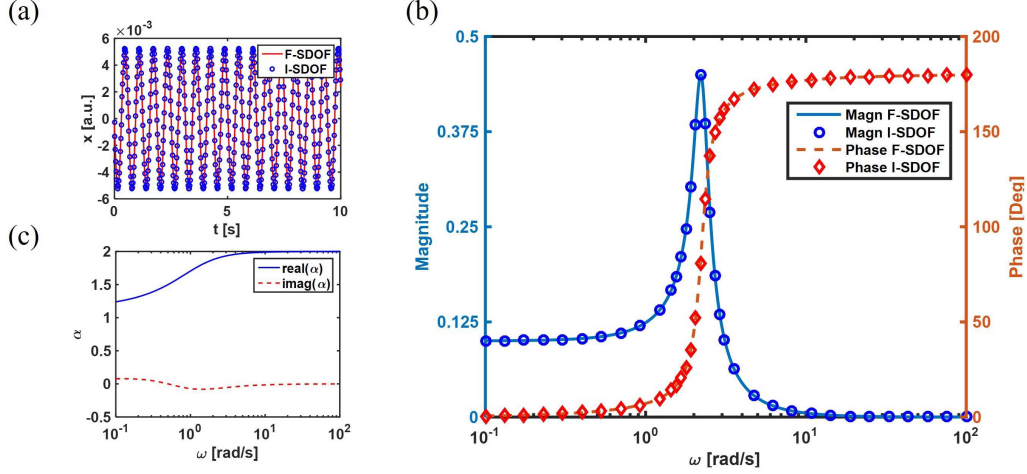 (a)
×10⁻³
6
4
2
0
-2
-4
-6
x [a.u.]
F-SDOF
I-SDOF
0
5
10
t [s]
(c)
2
1.5
1
0.5
0
-0.5
α
real(α)
imag(α)
10⁻¹
10⁰
10¹
10²
ω [rad/s]
(b)
0.5
0.375
0.25
0.125
0
Magnitude
Magn F-SDOF
Magn I-SDOF
Phase F-SDOF
Phase I-SDOF
200
150
100
50
0
Phase [Deg]
10⁻¹
10⁰
10¹
10²
ω [rad/s]